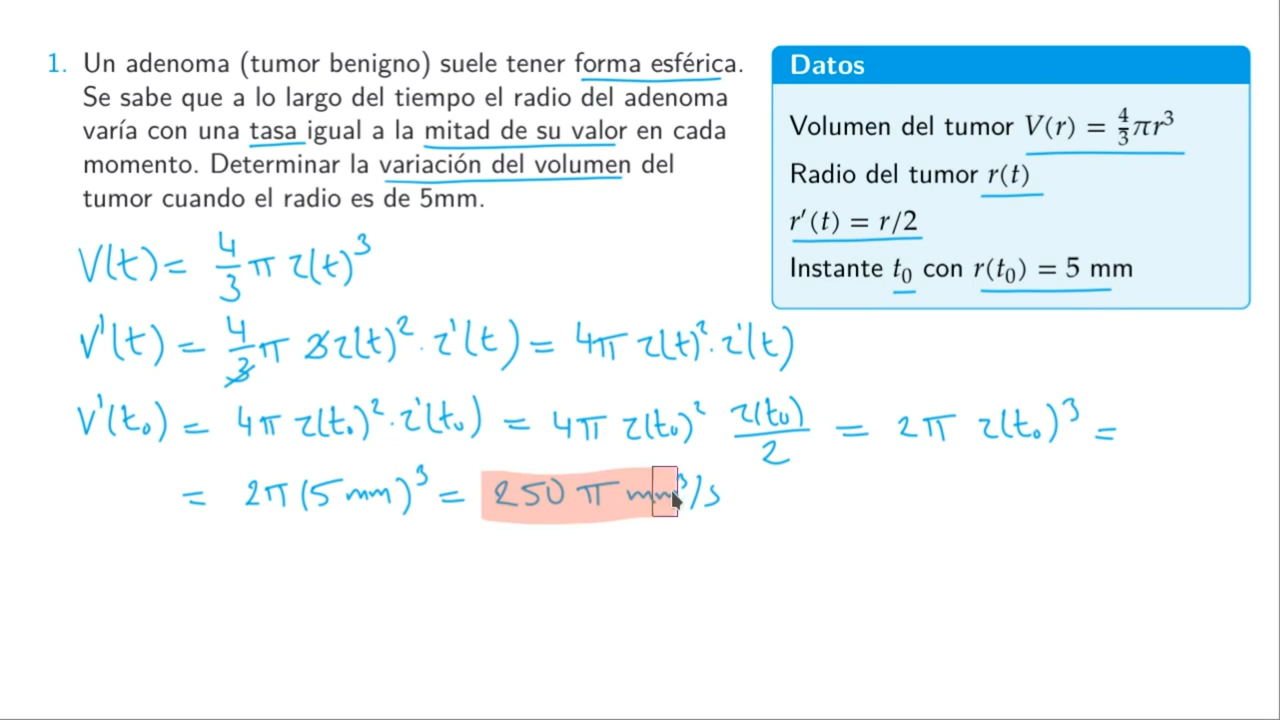 1. Un adenoma (tumor benigno) suele tener forma esférica.
Se sabe que a lo largo del tiempo el radio del adenoma
varía con una tasa igual a la mitad de su valor en cada
momento. Determinar la variación del volumen del
tumor cuando el radio es de 5mm.
Datos
Volumen del tumor V(r) = 4/3 πr³
Radio del tumor r(t)
r′(t) = r/2
Instante t₀ con r(t₀) = 5 mm
V(t) = 4/3 π r(t)³
V'(t) = 4/3 π 3 r(t)² · r'(t) = 4π r(t)² · r'(t)
V'(t₀) = 4π r(t₀)² · r'(t₀) = 4π r(t₀)² r(t₀)/2 = 2π r(t₀)³ =
= 2π (5 mm)³ = 250 π mm³/s